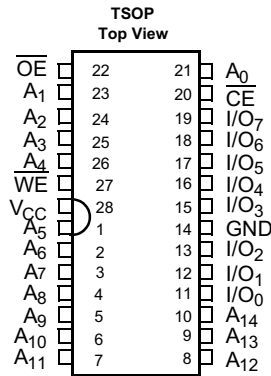 TSOP
Top View
OE 22 21 A0
A1 23 20 CE
A2 24 19 I/O7
A3 25 18 I/O6
A4 26 17 I/O5
WE 27 16 I/O4
VCC 28 15 I/O3
A5 1 14 GND
A6 2 13 I/O2
A7 3 12 I/O1
A8 4 11 I/O0
A9 5 10 A14
A10 6 9 A13
A11 7 8 A12